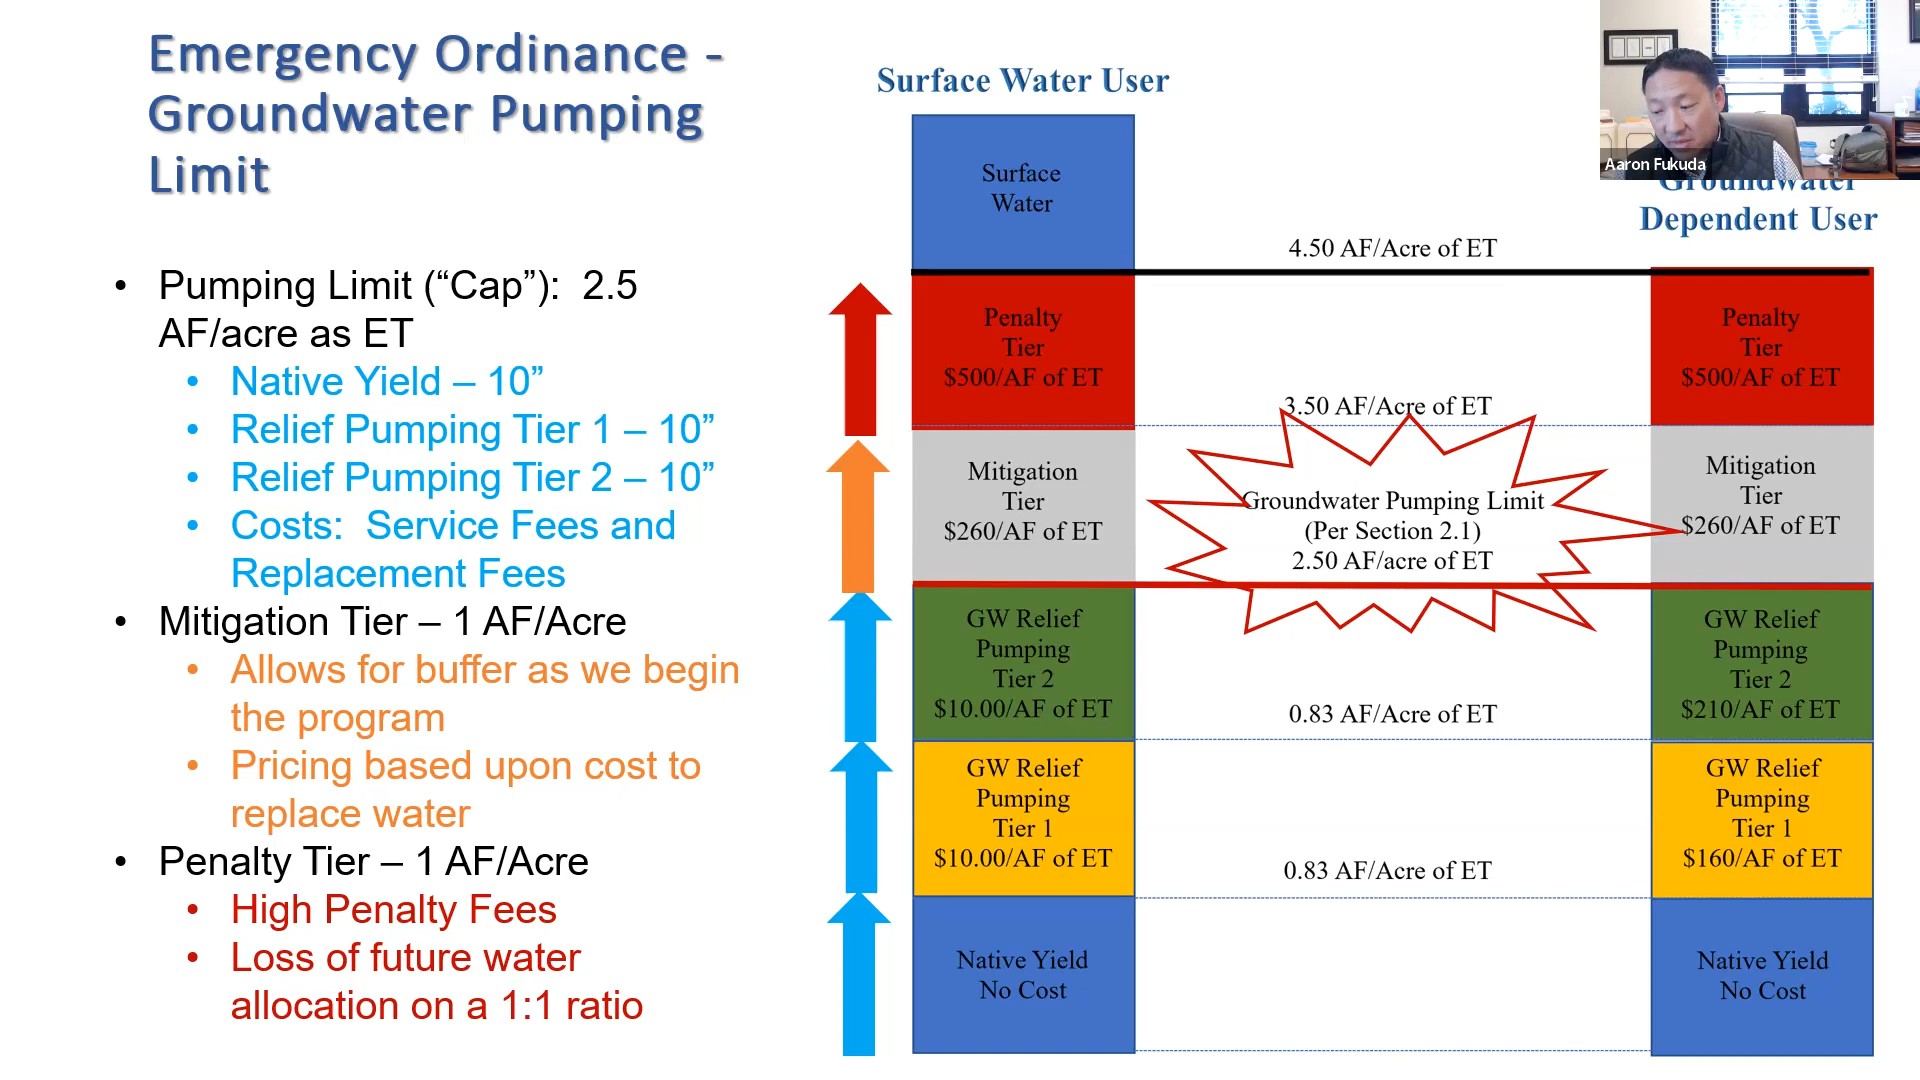 Emergency Ordinance -
Groundwater Pumping
Limit
• Pumping Limit (“Cap”): 2.5
AF/acre as ET
• Native Yield – 10”
• Relief Pumping Tier 1 – 10”
• Relief Pumping Tier 2 – 10”
• Costs: Service Fees and
Replacement Fees
• Mitigation Tier – 1 AF/Acre
• Allows for buffer as we begin
the program
• Pricing based upon cost to
replace water
• Penalty Tier – 1 AF/Acre
• High Penalty Fees
• Loss of future water
allocation on a 1:1 ratio
Surface Water User
Surface
Water
Penalty
Tier
$500/AF of ET
Mitigation
Tier
$260/AF of ET
GW Relief
Pumping
Tier 2
$10.00/AF of ET
GW Relief
Pumping
Tier 1
$10.00/AF of ET
Native Yield
No Cost
4.50 AF/Acre of ET
3.50 AF/Acre of ET
Groundwater Pumping Limit
(Per Section 2.1)
2.50 AF/acre of ET
0.83 AF/Acre of ET
0.83 AF/Acre of ET
Aaron Fukuda
Groundwater
Dependent User
Penalty
Tier
$500/AF of ET
Mitigation
Tier
$260/AF of ET
GW Relief
Pumping
Tier 2
$210/AF of ET
GW Relief
Pumping
Tier 1
$160/AF of ET
Native Yield
No Cost